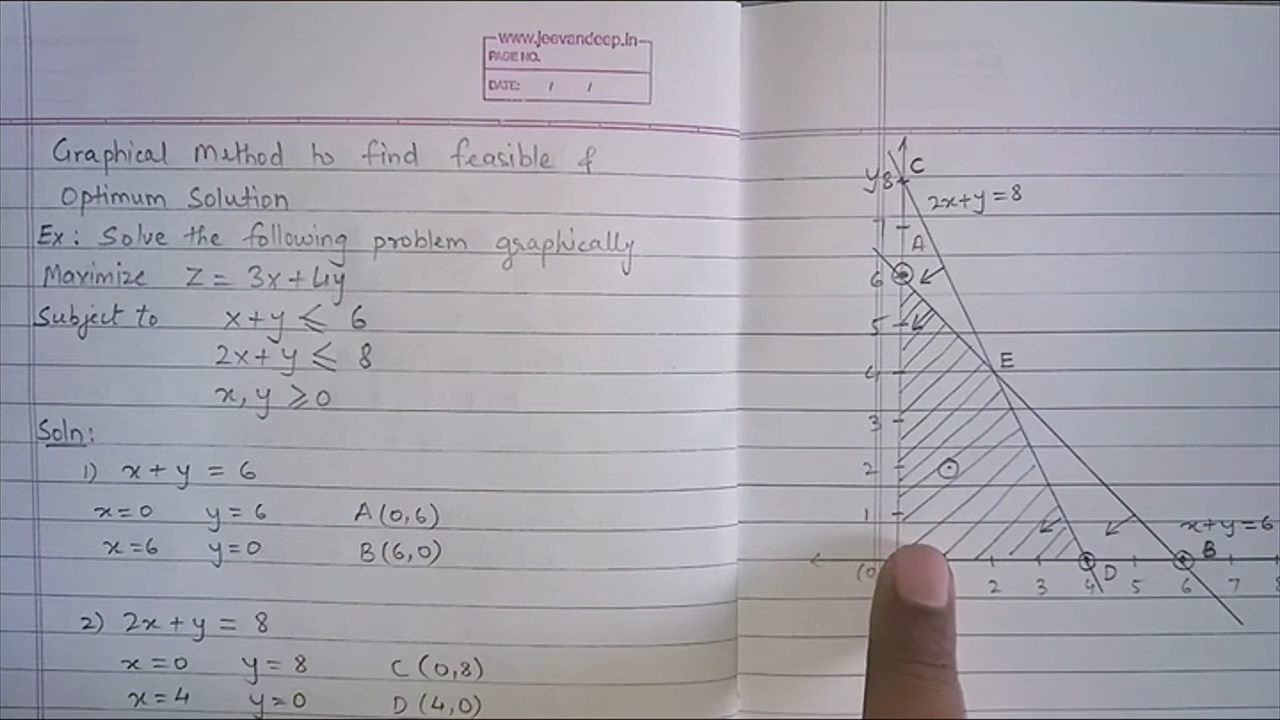 www.jeevandeep.in
PAGE NO.
DATE: / /
Graphical Method to find feasible &
Optimum Solution
Ex: Solve the following problem graphically
Maximize Z = 3x+4y
Subject to x+y ⩽ 6
2x+y ⩽ 8
x, y ⩾ 0
Soln:
1) x+y = 6
x=0 y=6 A(0,6)
x=6 y=0 B(6,0)
2) 2x+y = 8
x=0 y=8 C(0,8)
x=4 y=0 D(4,0)
y 8 C
2x+y=8
7
A
6
5
E
4
3
2
1
x+y=6
B
(0 2 3 4 D 5 6 7 8